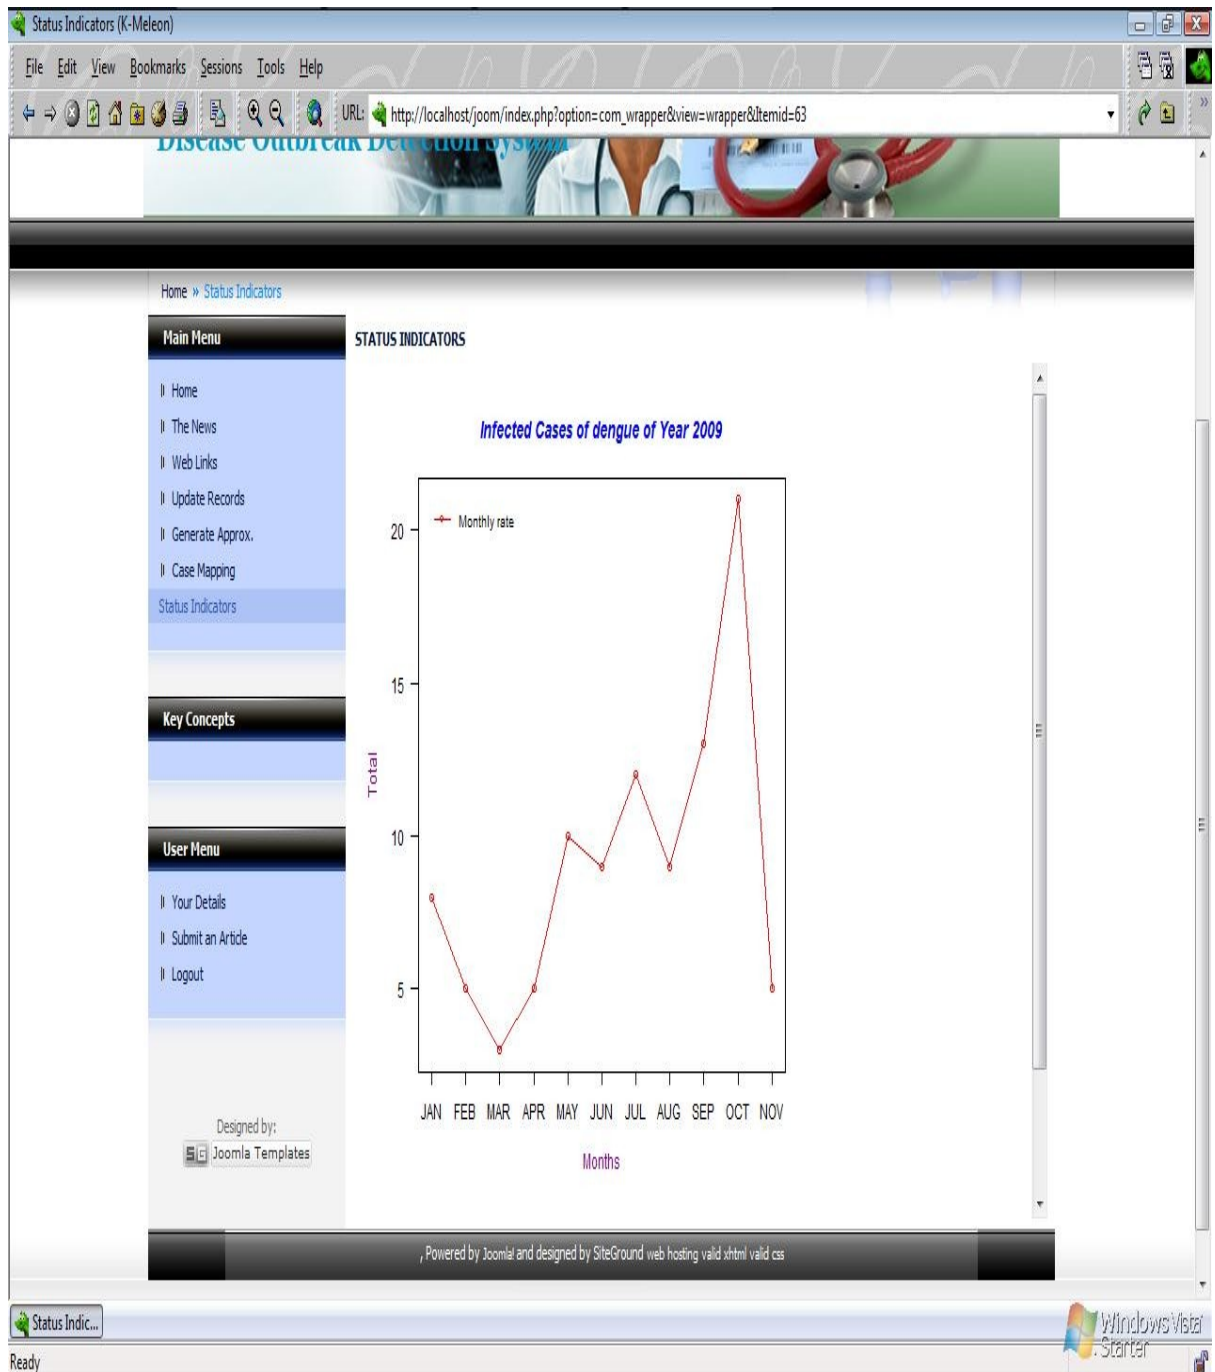 Status Indicators (K-Meleon)
File Edit View Bookmarks Sessions Tools Help
URL: http://localhost/joom/index.php?option=com_wrapper&view=wrapper&Itemid=63
Disease Outbreak Detection System
Home » Status Indicators
Main Menu
Home
The News
Web Links
Update Records
Generate Approx.
Case Mapping
Status Indicators
Key Concepts
User Menu
Your Details
Submit an Article
Logout
Designed by:
SG Joomla Templates
STATUS INDICATORS
Infected Cases of dengue of Year 2009
Monthly rate
20
15
10
5
Total
JAN FEB MAR APR MAY JUN JUL AUG SEP OCT NOV
Months
, Powered by Joomla! and designed by SiteGround web hosting valid xhtml valid css
Status Indic...
Windows Vista
Starter
Ready